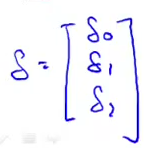 δ = [δ₀
δ₁
δ₂]